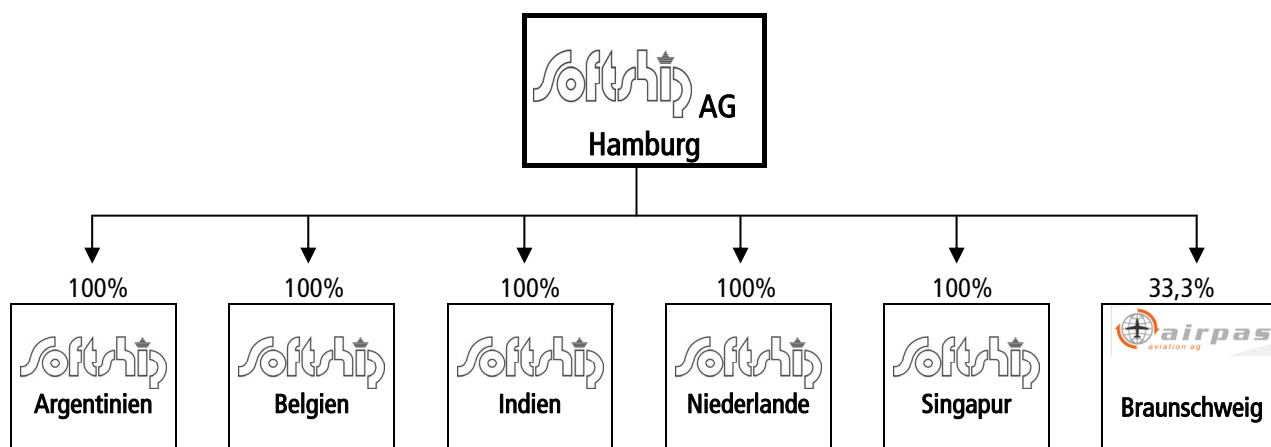 Softship AG
Hamburg
100% 100% 100% 100% 100% 33,3%
Softship Softship Softship Softship Softship airpas
aviation ag
Argentinien Belgien Indien Niederlande Singapur Braunschweig